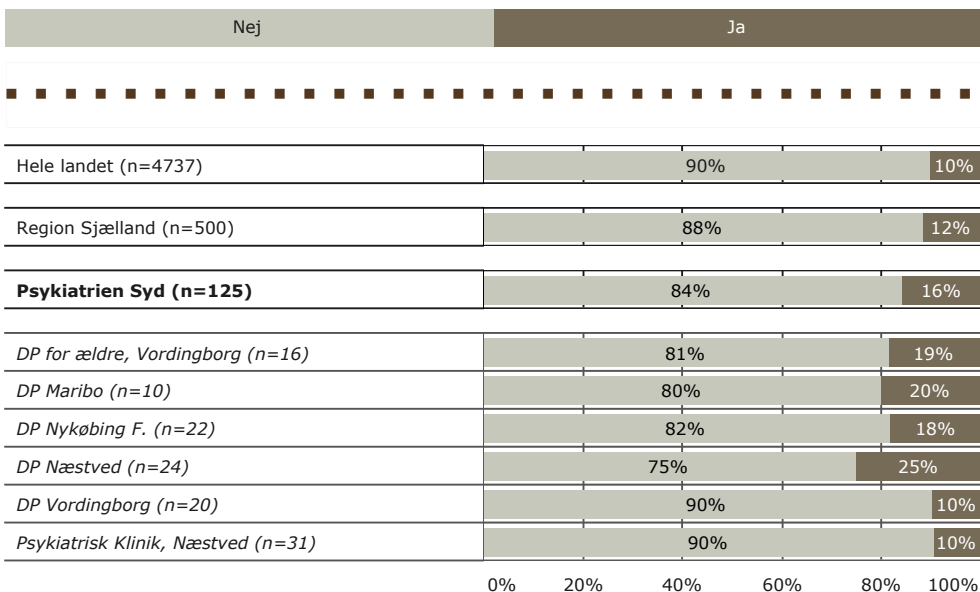 Nej Ja
Hele landet (n=4737) 90% 10%
Region Sjælland (n=500) 88% 12%
Psykiatrien Syd (n=125) 84% 16%
DP for ældre, Vordingborg (n=16) 81% 19%
DP Maribo (n=10) 80% 20%
DP Nykøbing F. (n=22) 82% 18%
DP Næstved (n=24) 75% 25%
DP Vordingborg (n=20) 90% 10%
Psykiatrisk Klinik, Næstved (n=31) 90% 10%
0% 20% 40% 60% 80% 100%